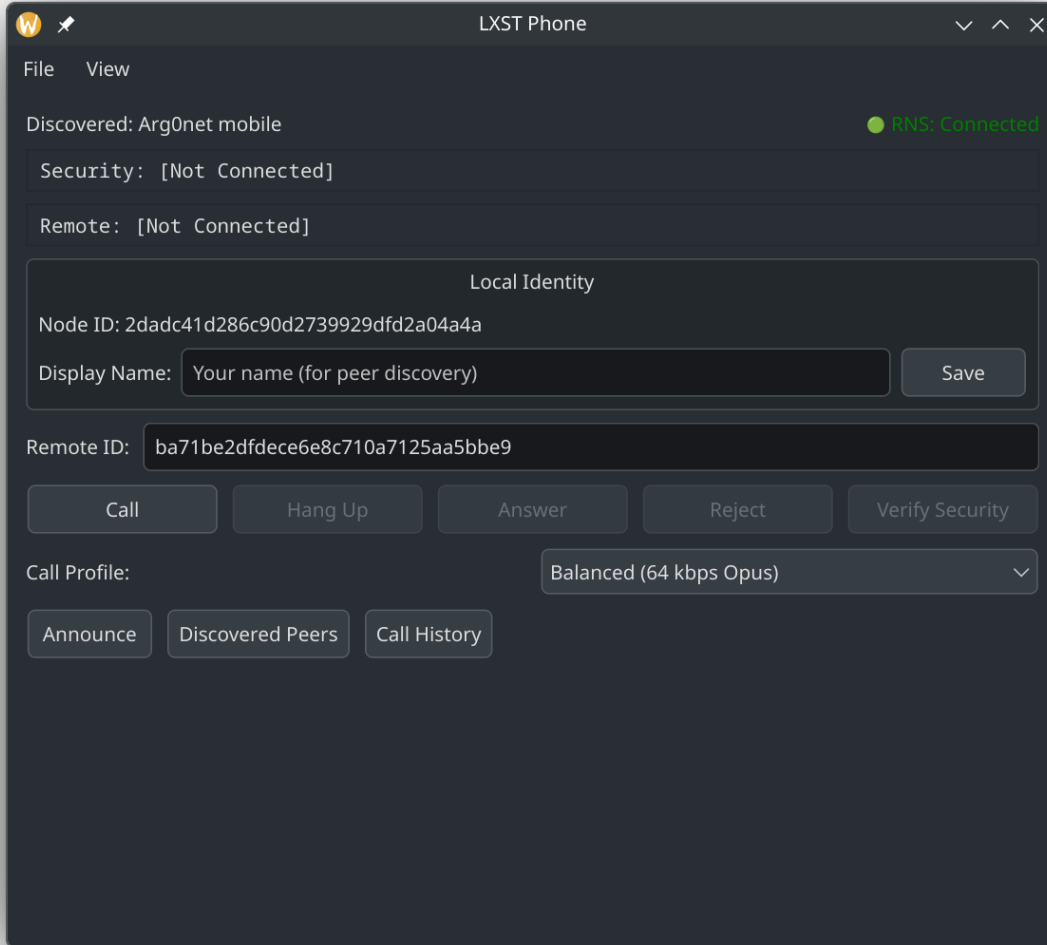 LXST Phone
File View
Discovered: Arg0net mobile
RNS: Connected
Security: [Not Connected]
Remote: [Not Connected]
Local Identity
Node ID: 2dadc41d286c90d2739929dfd2a04a4a
Display Name: Your name (for peer discovery) Save
Remote ID: ba71be2dfdece6e8c710a7125aa5bbe9
Call Hang Up Answer Reject Verify Security
Call Profile: Balanced (64 kbps Opus)
Announce Discovered Peers Call History